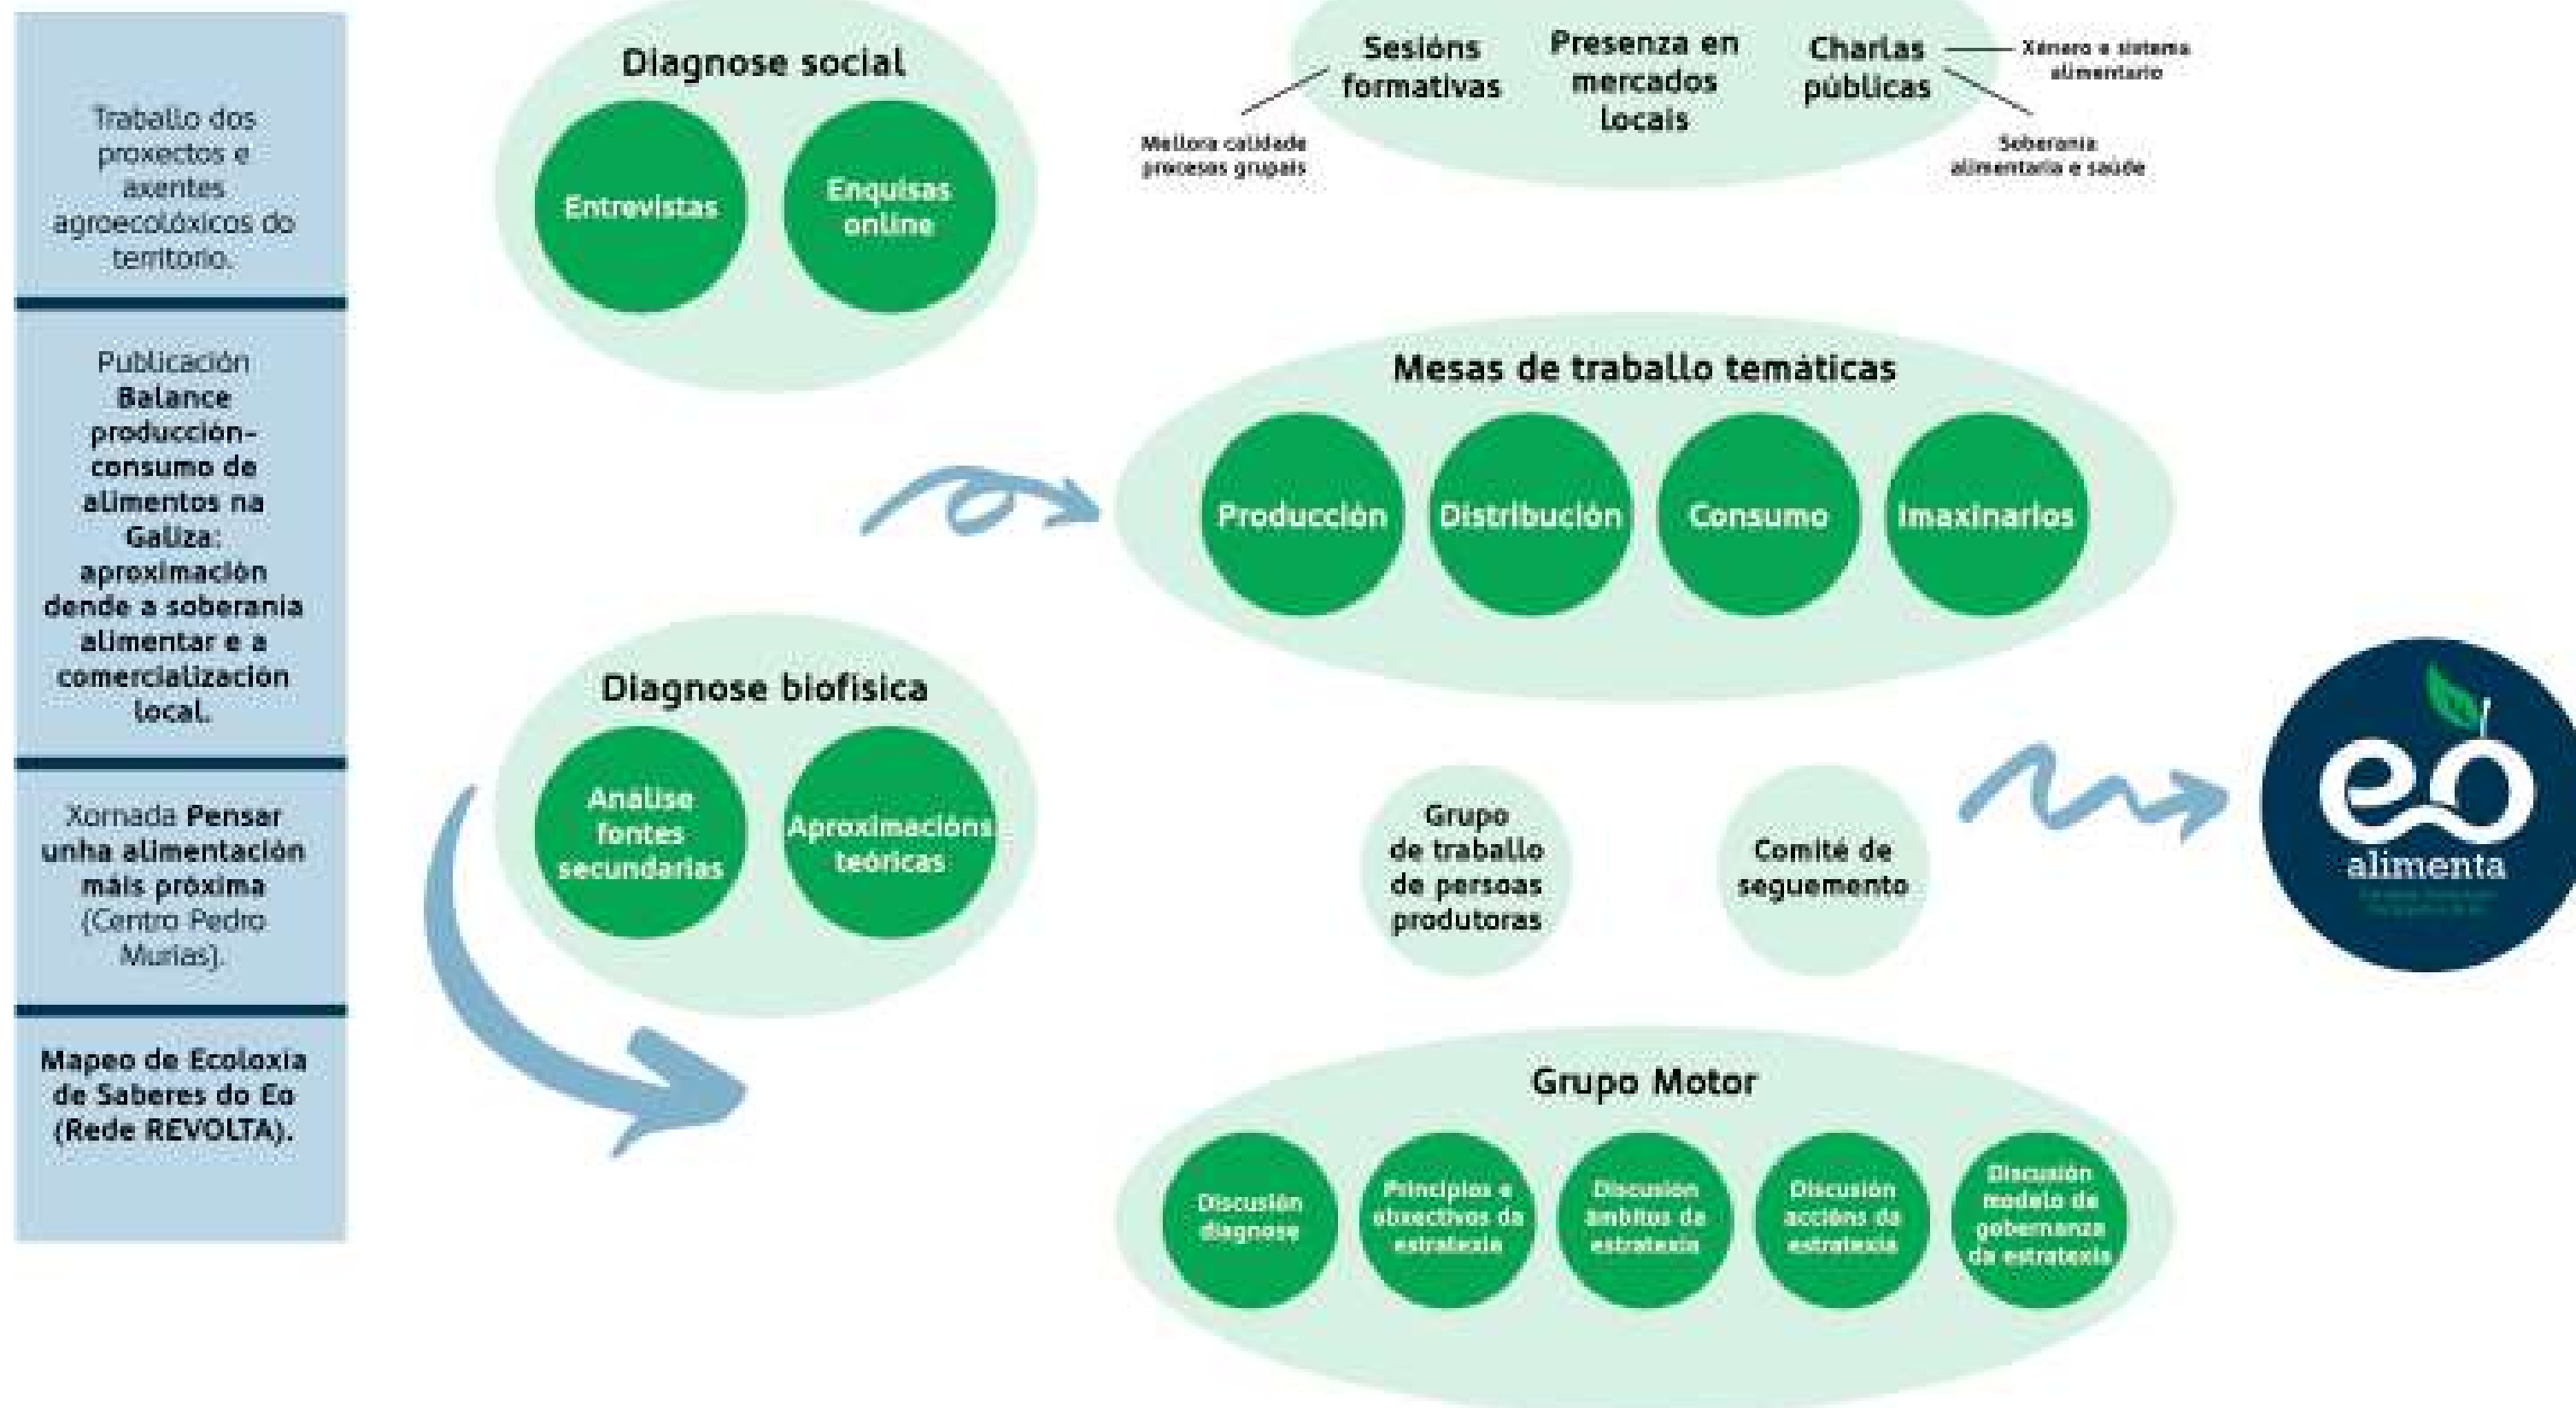 Traballo dos
proxectos e
axentes
agroecolóxicos do
territorio.
Publicación
Balance
producción-
consumo de
alimentos na
Galiza:
aproximación
dende a soberanía
alimentar e a
comercialización
local.
Xornada Pensar
unha alimentación
máis próxima
(Centro Pedro
Murias).
Mapeo de Ecoloxía
de Saberes do Eo
(Rede REVOLTA).
Diagnose social
Entrevistas
Enquisas
online
Diagnose biofísica
Análise
fontes
secundarias
Aproximacións
teóricas
Sesións
formativas
Presenza en
mercados
locais
Charlas
públicas
Mellora calidade
procesos grupais
Xénero e sistema
alimentario
Soberanía
alimentaria e saúde
Mesas de traballo temáticas
Producción
Distribución
Consumo
Imaxinarios
Grupo
de traballo
de persoas
produtoras
Comité de
seguemento
Grupo Motor
Discusión
diagnose
Principios e
obxectivos da
estratexia
Discusión
ámbitos da
estratexia
Discusión
accións da
estratexia
Discusión
modelo de
gobernanza
da estratexia
eo
alimenta